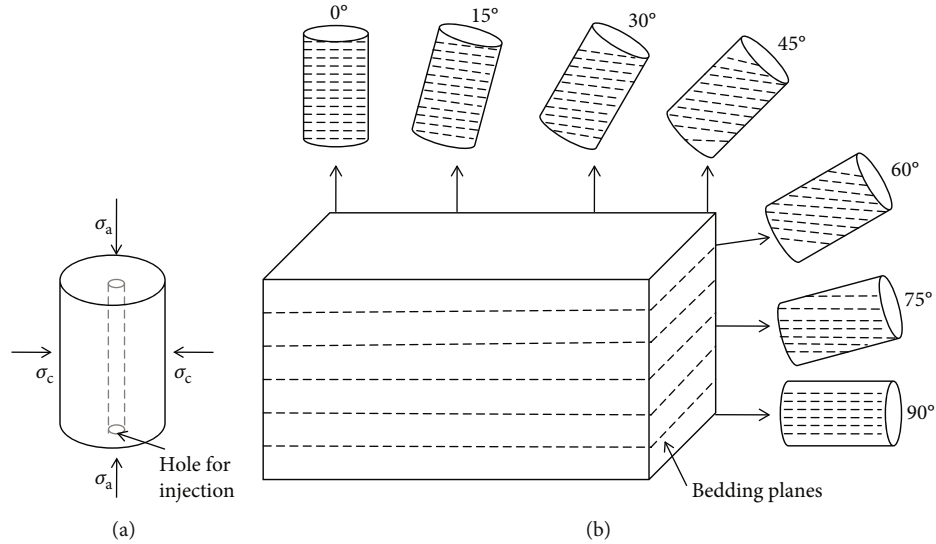 0°
15°
30°
45°
60°
75°
90°
σa
σc
σc
σa
Hole for
injection
Bedding planes
(a)
(b)